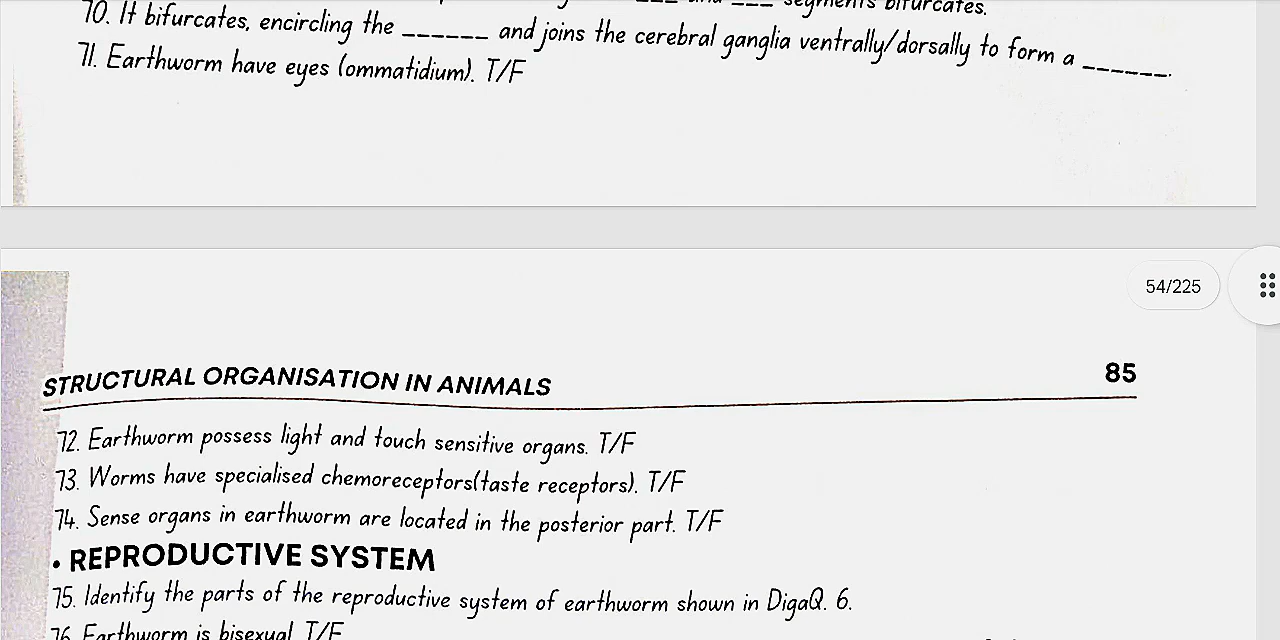 ___ and ___ segments bifurcates.
70. It bifurcates, encircling the ______ and joins the cerebral ganglia ventrally/dorsally to form a ______.
71. Earthworm have eyes (ommatidium). T/F
54/225
STRUCTURAL ORGANISATION IN ANIMALS 85
72. Earthworm possess light and touch sensitive organs. T/F
73. Worms have specialised chemoreceptors(taste receptors). T/F
74. Sense organs in earthworm are located in the posterior part. T/F
• REPRODUCTIVE SYSTEM
75. Identify the parts of the reproductive system of earthworm shown in DigaQ. 6.
76. Earthworm is bisexual T/F